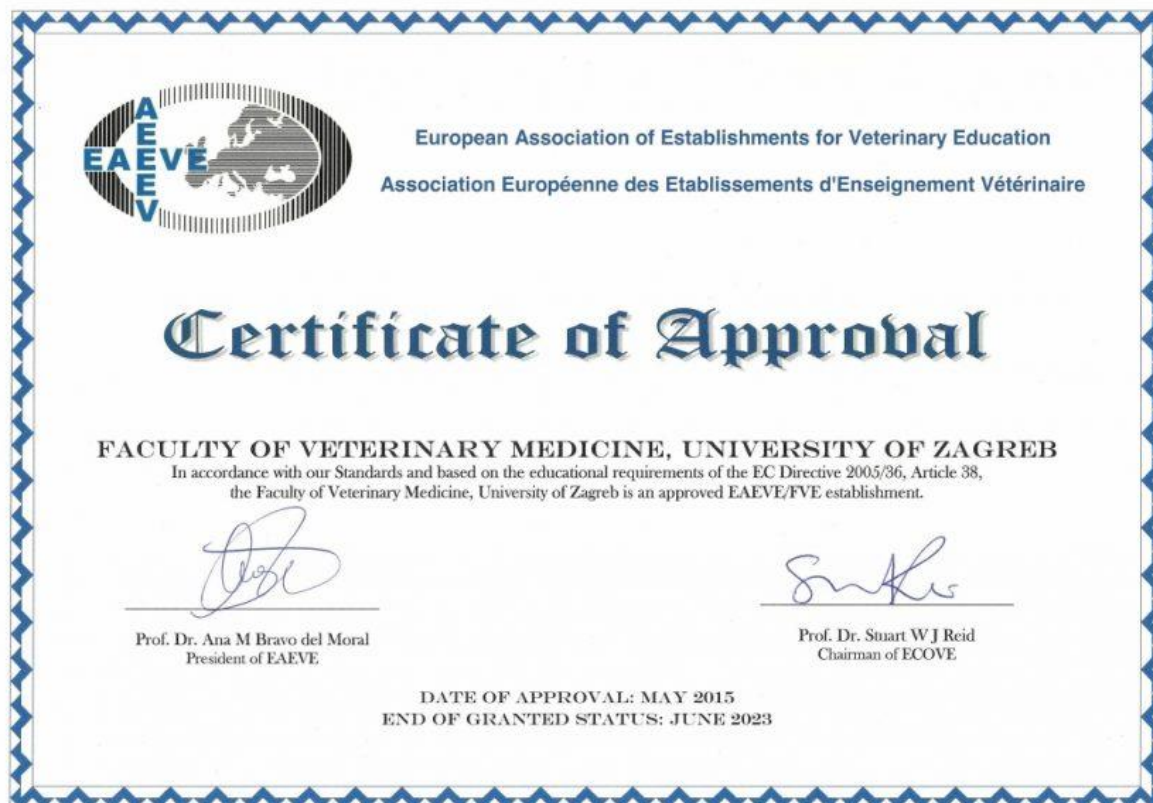 AEEEV
EAEVE
European Association of Establishments for Veterinary Education
Association Européenne des Etablissements d'Enseignement Vétérinaire
Certificate of Approval
FACULTY OF VETERINARY MEDICINE, UNIVERSITY OF ZAGREB
In accordance with our Standards and based on the educational requirements of the EC Directive 2005/36, Article 38,
the Faculty of Veterinary Medicine, University of Zagreb is an approved EAEVE/FVE establishment.
Prof. Dr. Ana M Bravo del Moral
President of EAEVE
Prof. Dr. Stuart W J Reid
Chairman of ECOVE
DATE OF APPROVAL: MAY 2015
END OF GRANTED STATUS: JUNE 2023